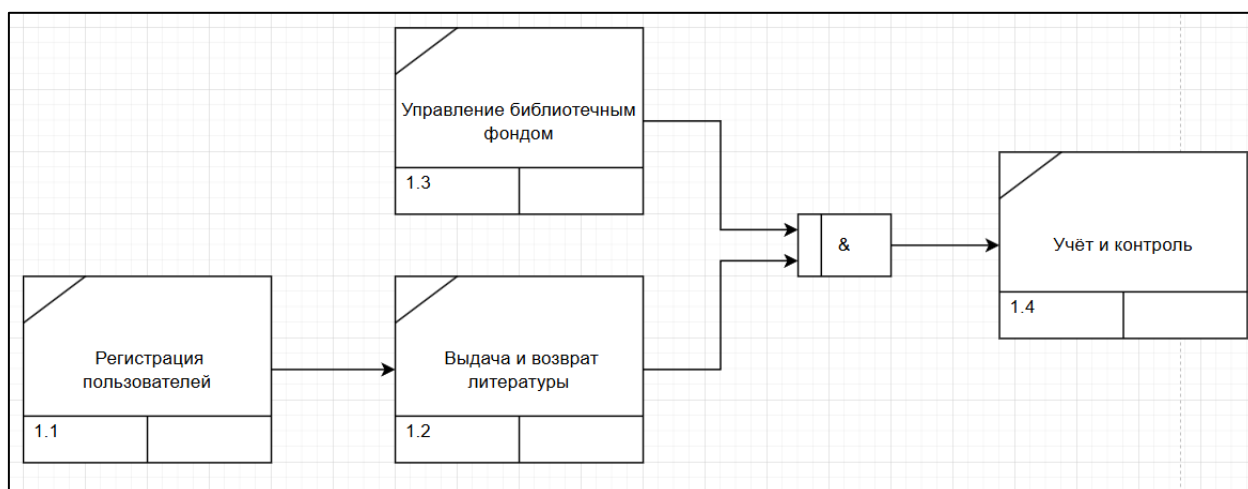 Управление библиотечным
фондом
1.3
&
Учёт и контроль
1.4
Регистрация
пользователей
1.1
Выдача и возврат
литературы
1.2